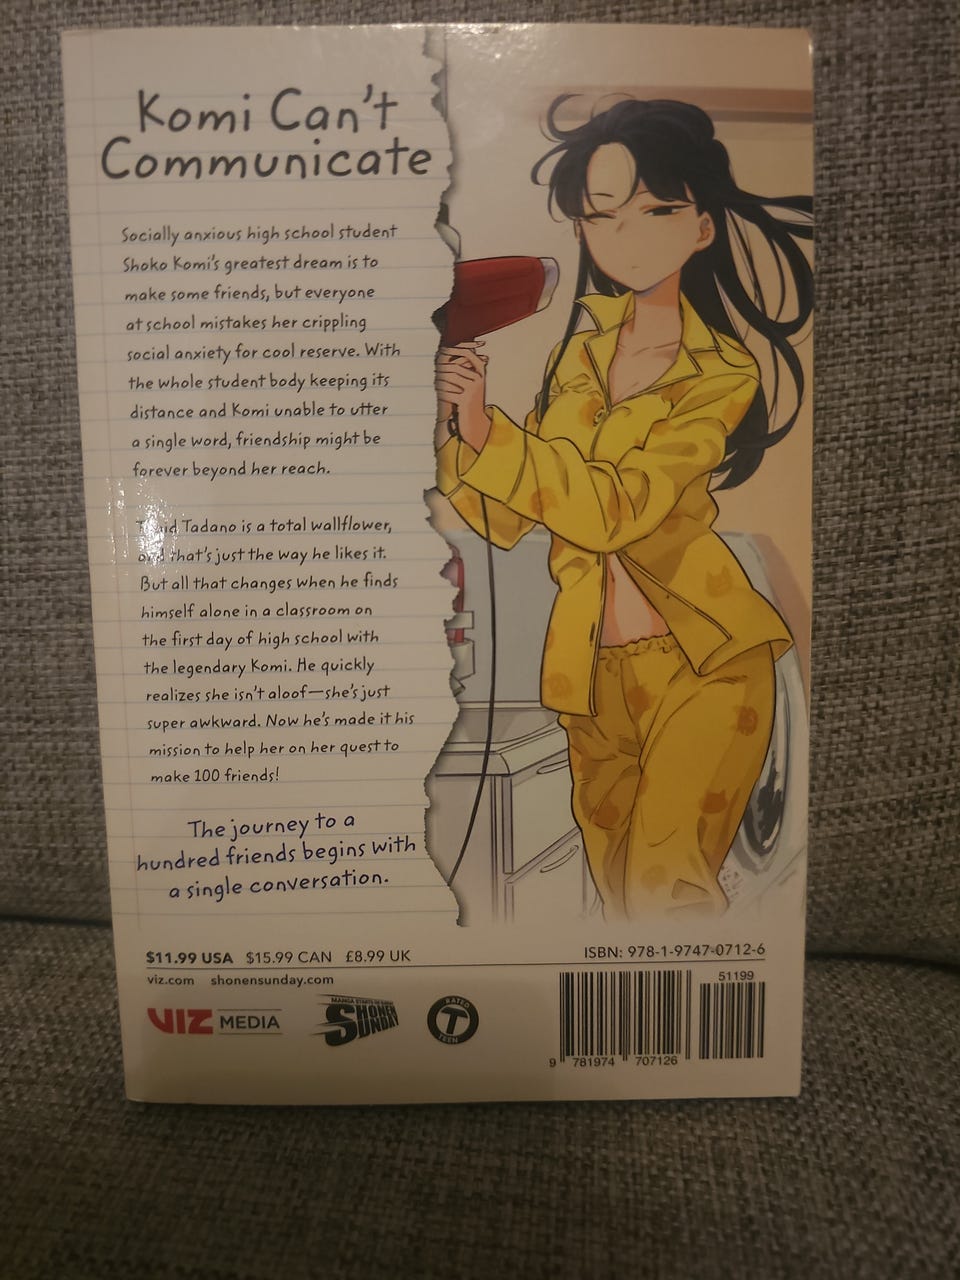 Komi Can't
Communicate
Socially anxious high school student
Shoko Komi's greatest dream is to
make some friends, but everyone
at school mistakes her crippling
social anxiety for cool reserve. With
the whole student body keeping its
distance and Komi unable to utter
a single word, friendship might be
forever beyond her reach.
Timid Tadano is a total wallflower,
and that's just the way he likes it.
But all that changes when he finds
himself alone in a classroom on
the first day of high school with
the legendary Komi. He quickly
realizes she isn't aloof—she's just
super awkward. Now he's made it his
mission to help her on her quest to
make 100 friends!
The journey to a
hundred friends begins with
a single conversation.
$11.99 USA $15.99 CAN £8.99 UK
ISBN: 978-1-9747-0712-6
viz.com shonensunday.com
51199
VIZ MEDIA
SHONEN
SUNDAY
RATED
T
TEEN
9 781974 707126